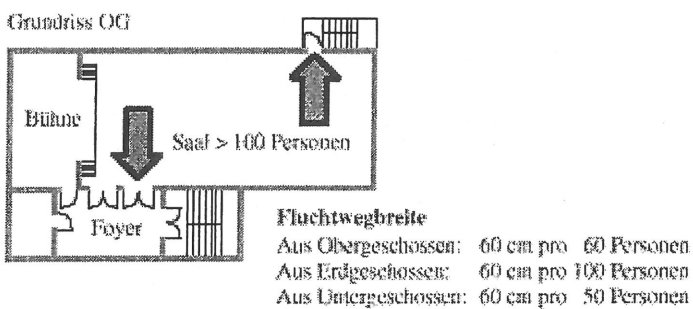 Grundriss OG
Bühne
Saal > 100 Personen
Foyer
Fluchtwegbreite
Aus Obergeschossen: 60 cm pro 60 Personen
Aus Erdgeschossen: 60 cm pro 100 Personen
Aus Untergeschossen: 60 cm pro 50 Personen